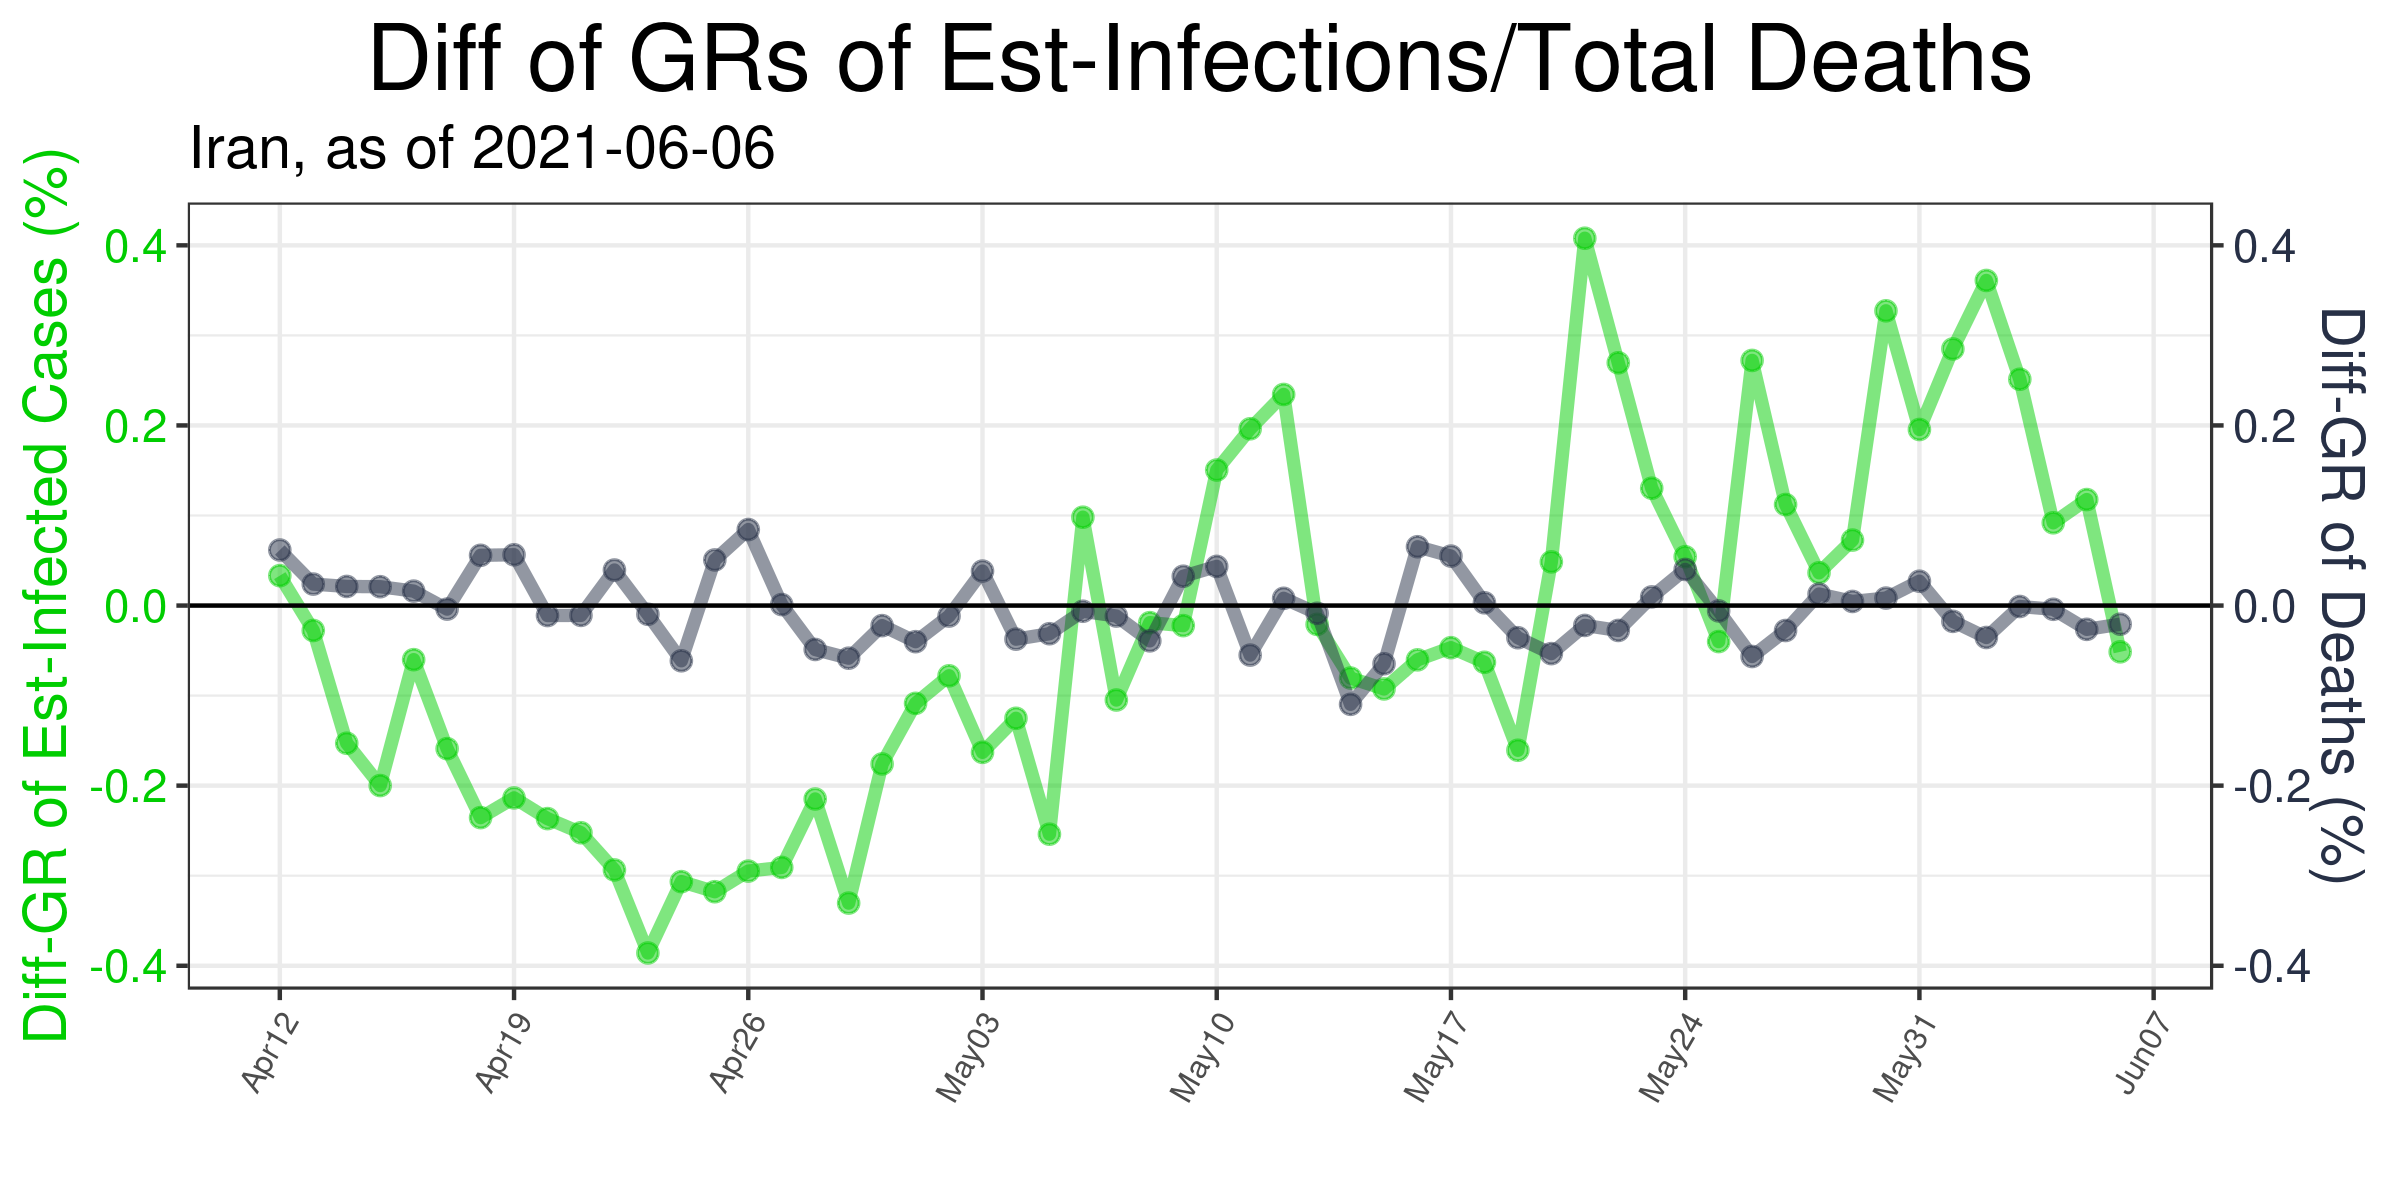 Diff of GRs of Est-Infections/Total Deaths
Iran, as of 2021-06-06
Diff-GR of Est-Infected Cases (%)
0.4
0.2
0.0
-0.2
-0.4
0.4
0.2
0.0
-0.2
-0.4
Diff-GR of Deaths (%)
Apr12
Apr19
Apr26
May03
May10
May17
May24
May31
Jun07